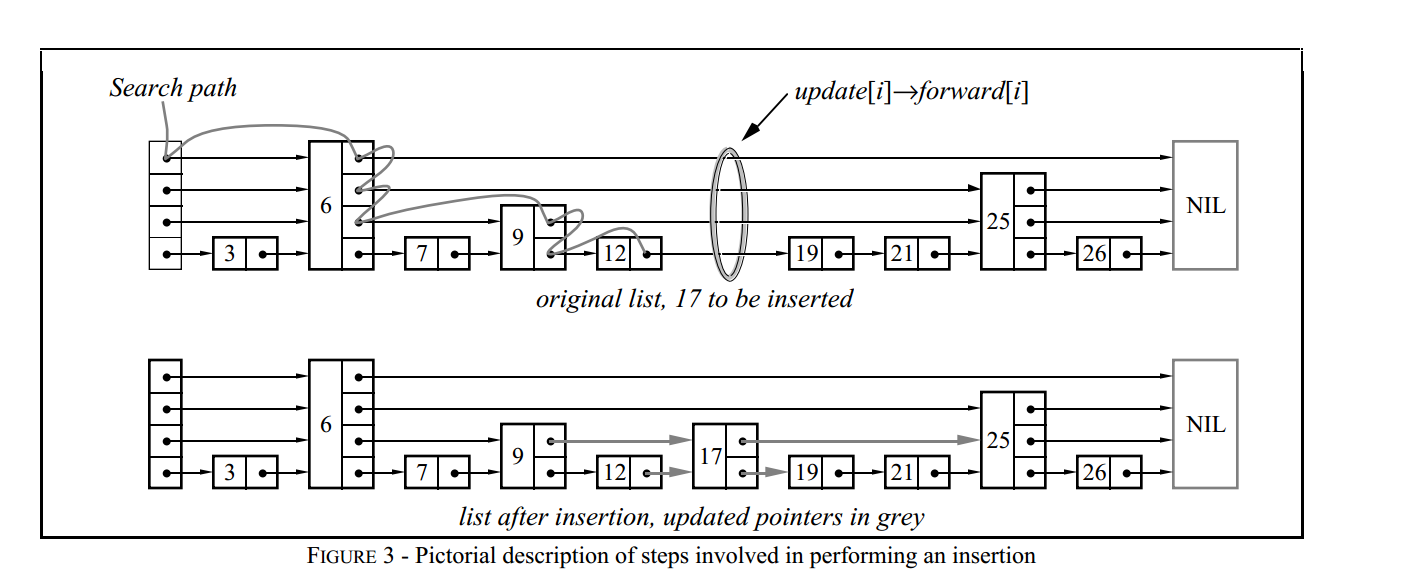 Search path
update[i]→forward[i]
6 NIL
9 25
3 7 12 19 21 26
original list, 17 to be inserted
6 NIL
9 17 25
3 7 12 19 21 26
list after insertion, updated pointers in grey
FIGURE 3 - Pictorial description of steps involved in performing an insertion